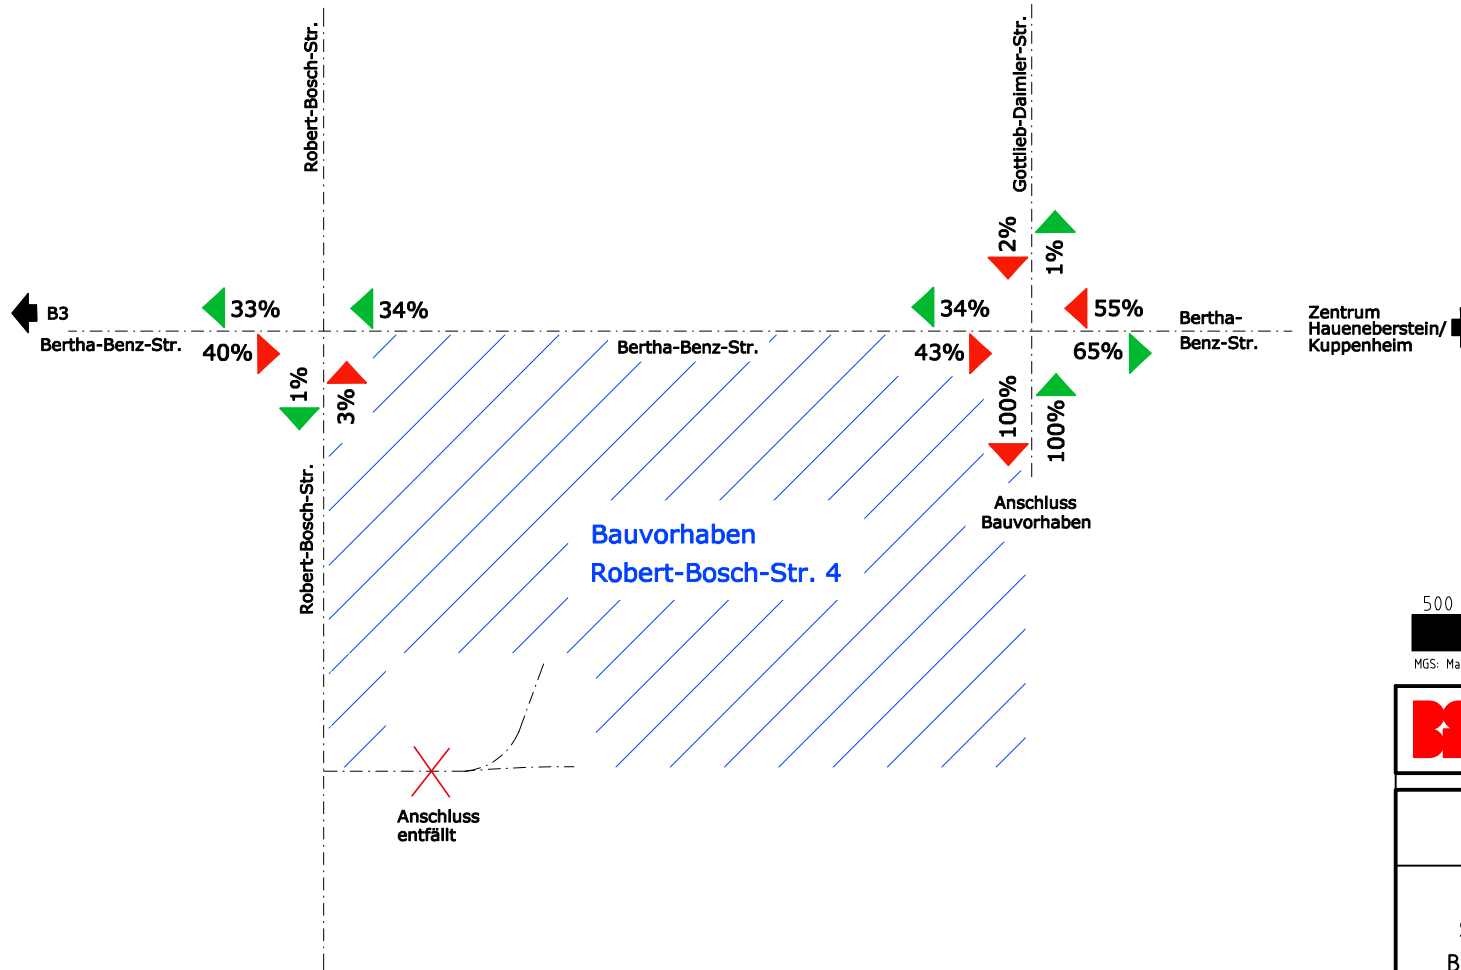 Robert-Bosch-Str.
Gottlieb-Daimler-Str.
2%
1%
B3
33%
34%
34%
55%
Bertha-
Benz-Str.
Zentrum
Haueneberstein/
Kuppenheim
Bertha-Benz-Str.
40%
Bertha-Benz-Str.
43%
65%
1%
3%
100%
100%
Robert-Bosch-Str.
Anschluss
Bauvorhaben
Bauvorhaben
Robert-Bosch-Str. 4
500
MGS: Ma
Anschluss
entfällt
B